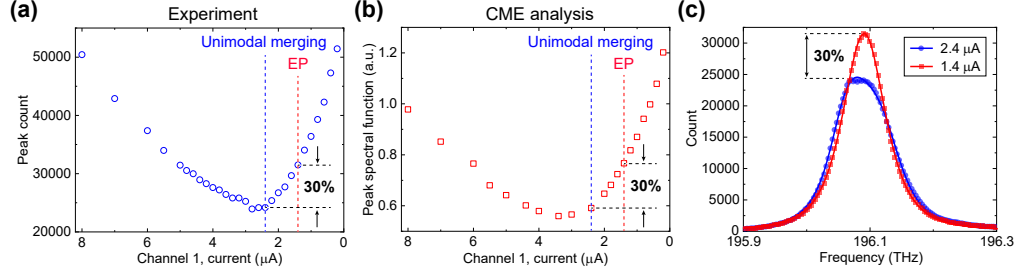 (a)
Experiment
Unimodal merging
EP
30%
Peak count
50000
40000
30000
20000
8
6
4
2
0
Channel 1, current (μA)
(b)
CME analysis
Unimodal merging
EP
30%
Peak spectral function (a.u.)
1.2
1.0
0.8
0.6
8
6
4
2
0
Channel 1, current (μA)
(c)
30%
2.4 μA
1.4 μA
Count
30000
25000
20000
15000
10000
5000
0
195.9
196.1
196.3
Frequency (THz)